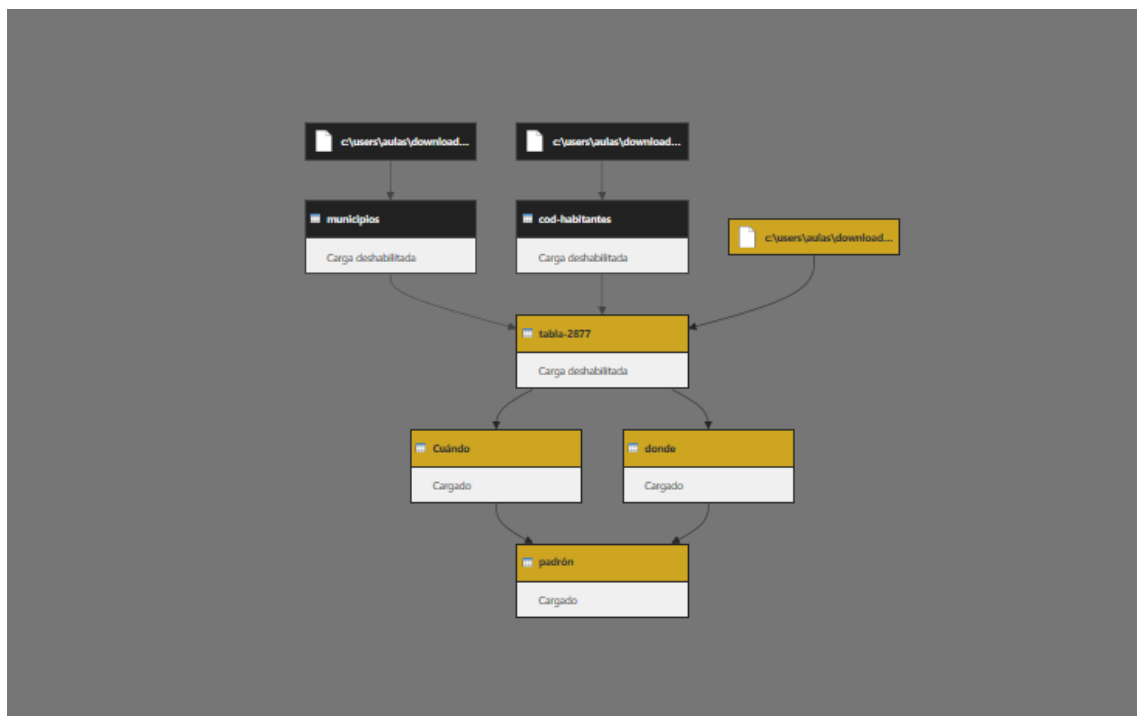 c:\users\aulas\download...
c:\users\aulas\download...
municipios
Carga deshabilitada
cod-habitantes
Carga deshabilitada
c:\users\aulas\download...
tabla-2877
Carga deshabilitada
Cuándo
Cargado
donde
Cargado
padrón
Cargado